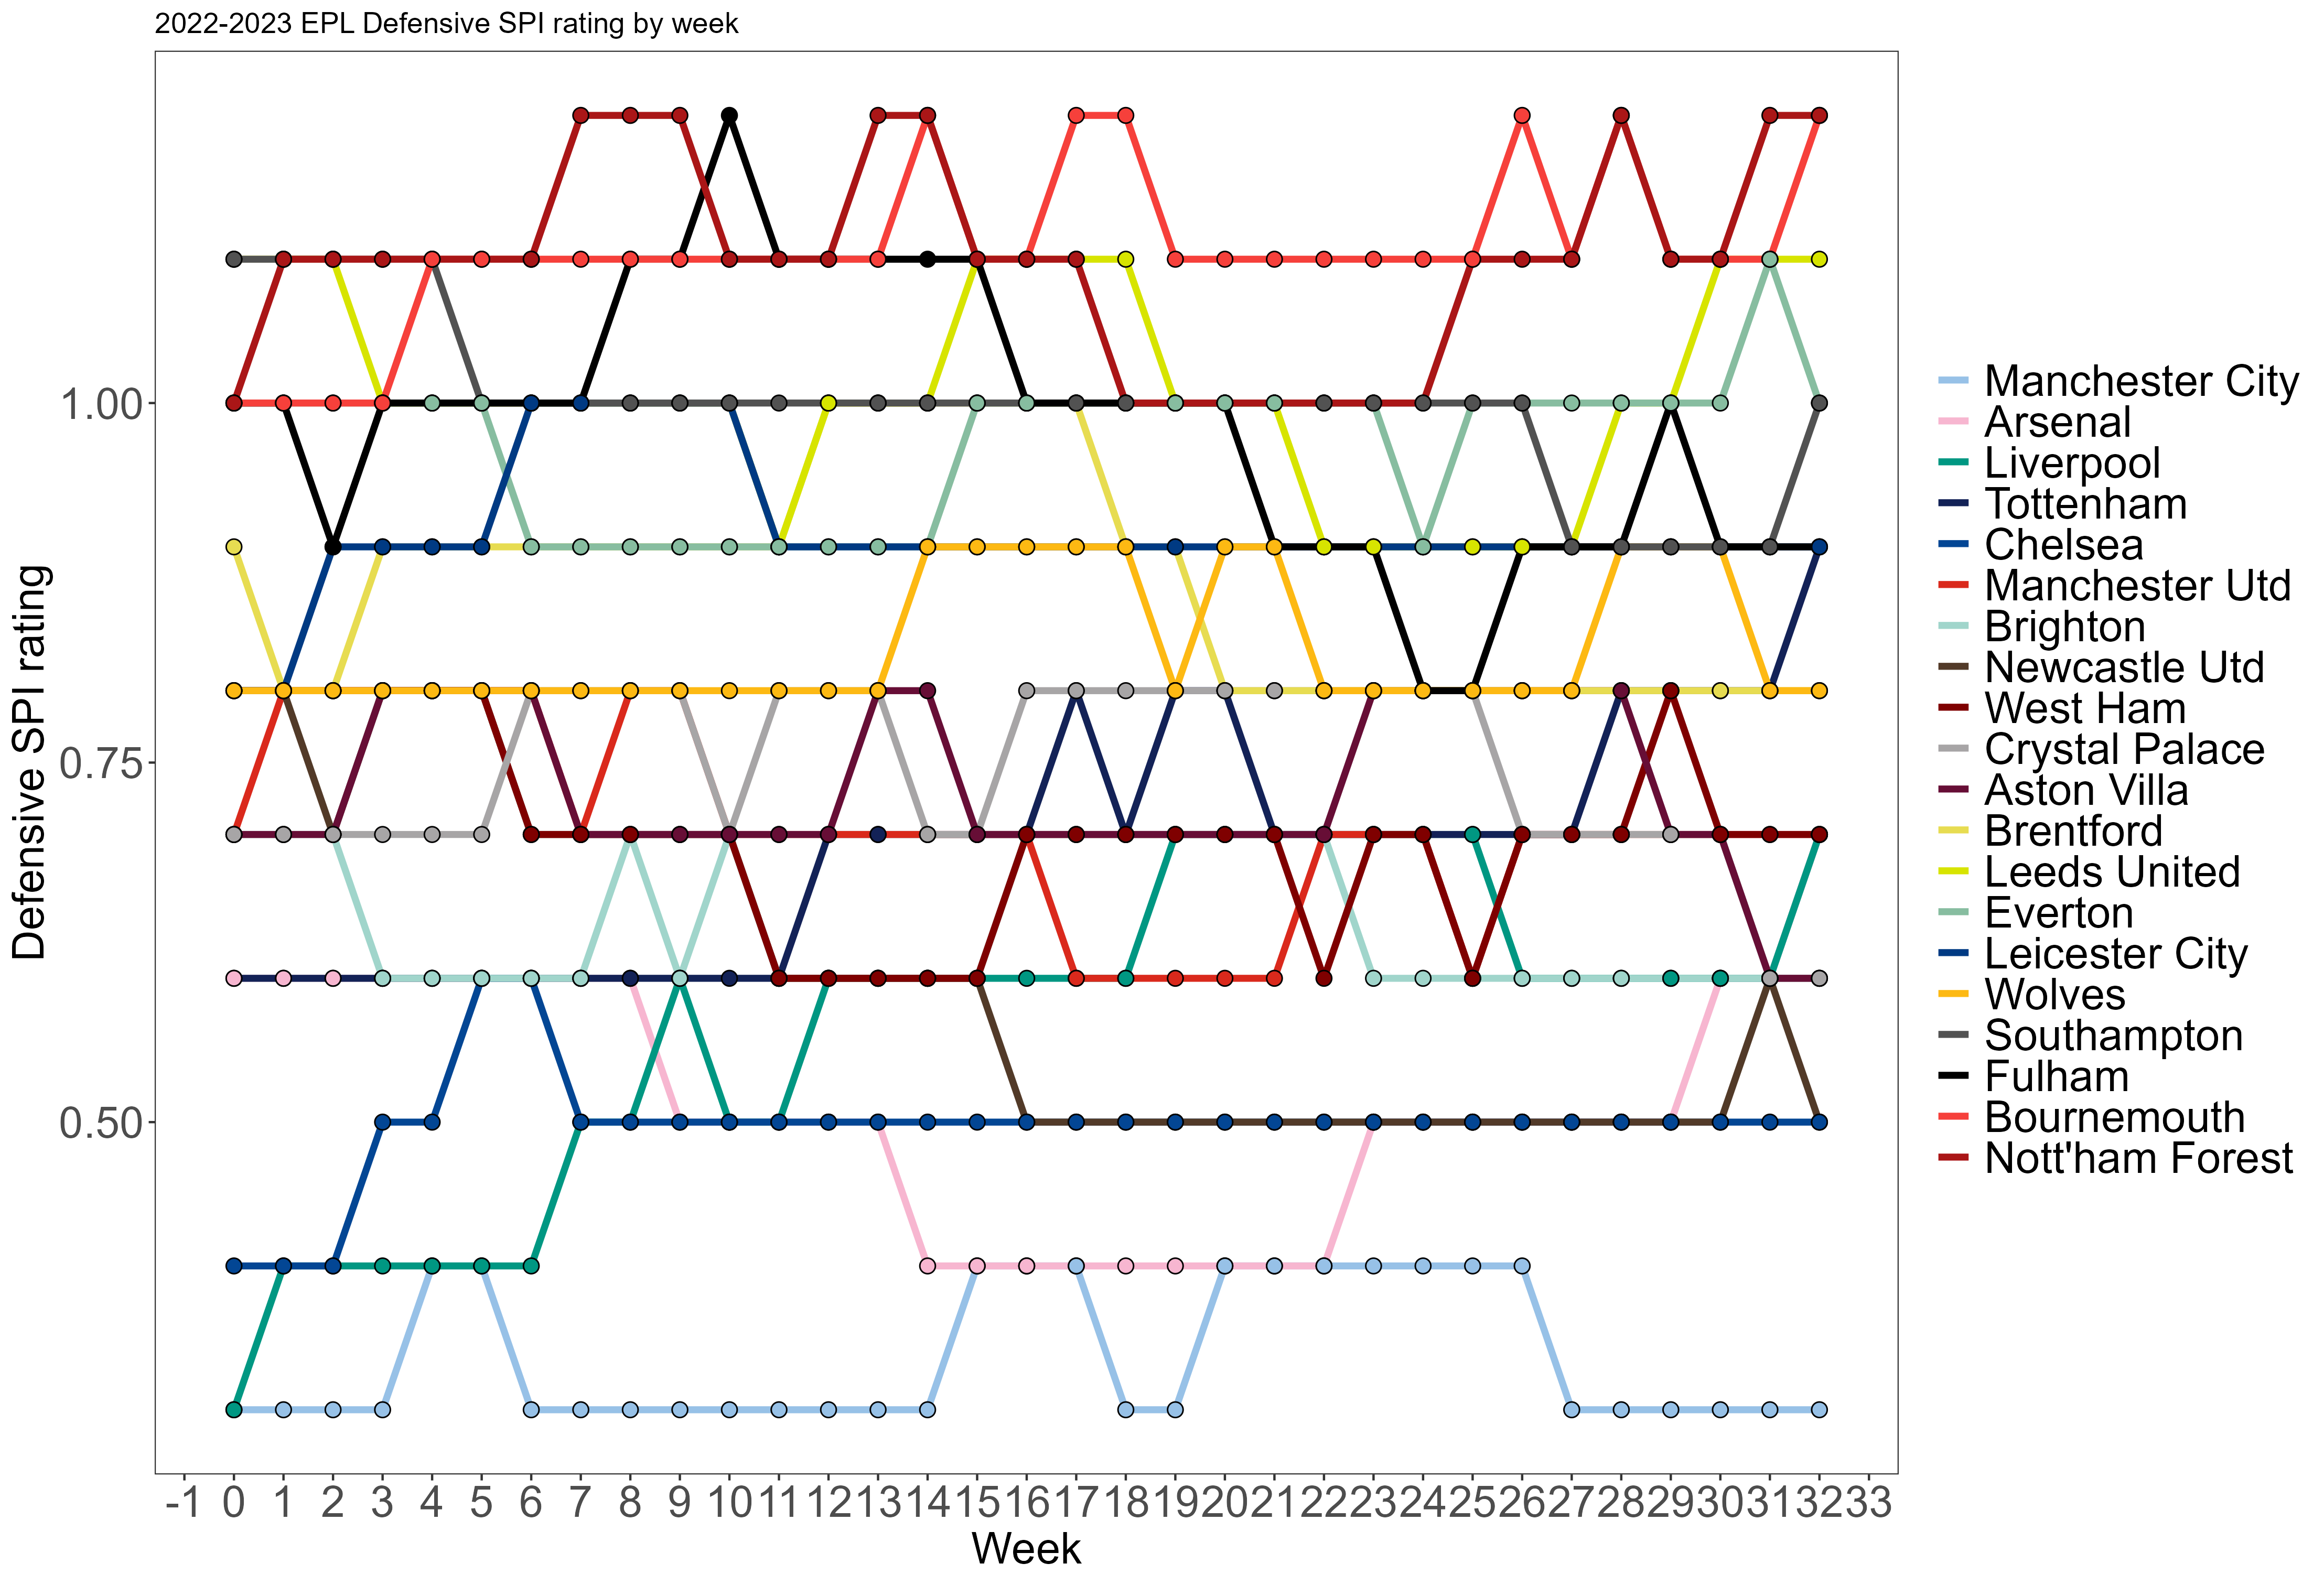 2022-2023 EPL Defensive SPI rating by week
Defensive SPI rating
1.00
0.75
0.50
-1 0 1 2 3 4 5 6 7 8 9 10 11 12 13 14 15 16 17 18 19 20 21 22 23 24 25 26 27 28 29 30 31 32 33
Week
Manchester City
Arsenal
Liverpool
Tottenham
Chelsea
Manchester Utd
Brighton
Newcastle Utd
West Ham
Crystal Palace
Aston Villa
Brentford
Leeds United
Everton
Leicester City
Wolves
Southampton
Fulham
Bournemouth
Nott'ham Forest